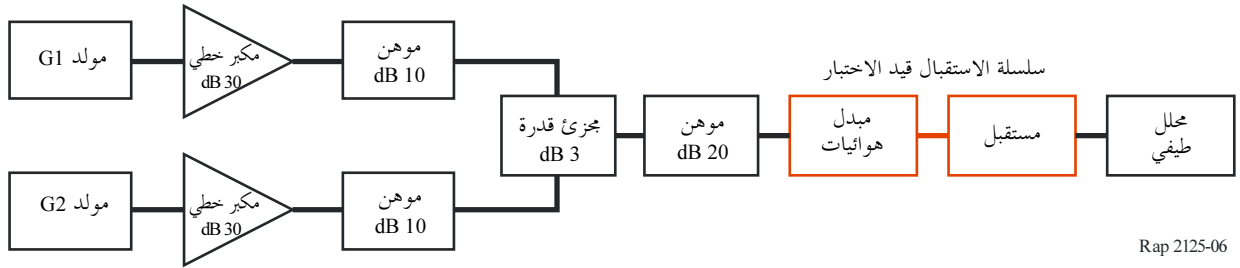 مولد G1
مكبر خطي
dB 30
موهن
dB 10
مجزئ قدرة
dB 3
موهن
dB 20
سلسلة الاستقبال قيد الاختبار
مبدل
هوائيات
مستقبل
محلل
طيفي
مولد G2
مكبر خطي
dB 30
موهن
dB 10
Rap 2125-06